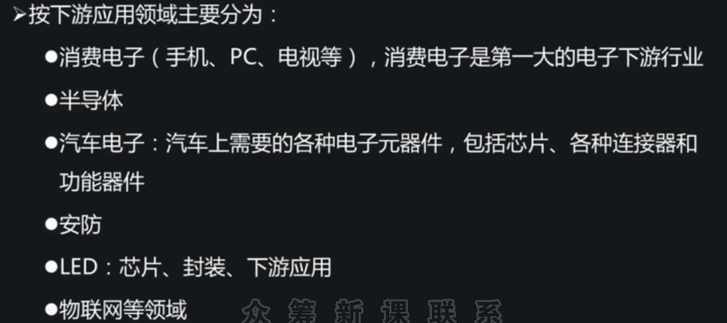 ➢按下游应用领域主要分为：
●消费电子（手机、PC、电视等），消费电子是第一大的电子下游行业
●半导体
●汽车电子：汽车上需要的各种电子元器件，包括芯片、各种连接器和
功能器件
●安防
●LED：芯片、封装、下游应用
●物联网等领域
众筹新课联系